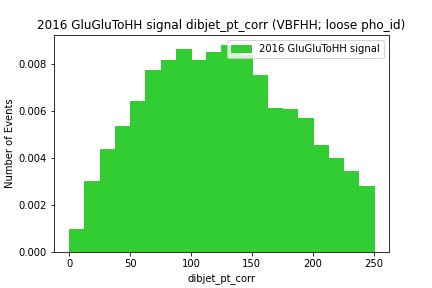 2016 GluGluToHH signal dibjet_pt_corr (VBFHH; loose pho_id)
2016 GluGluToHH signal
Number of Events
0.008
0.006
0.004
0.002
0.000
0 50 100 150 200 250
dibjet_pt_corr